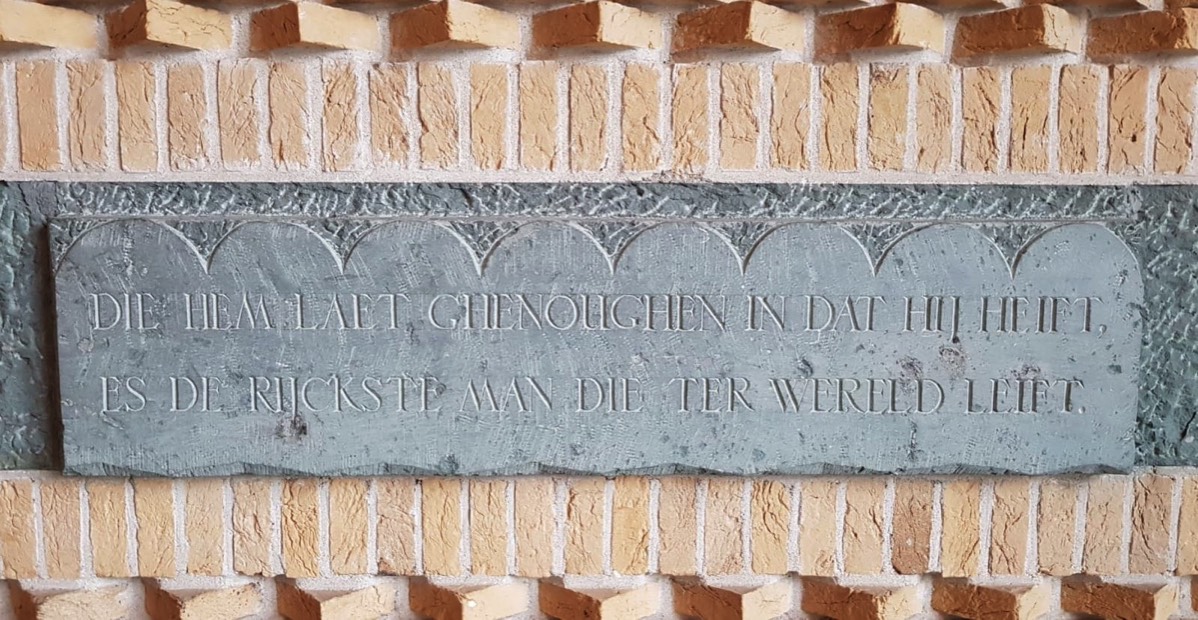 DIE HEM LAET GHENOUGHEN IN DAT HIJ HEIFT,
ES DE RIJCKSTE MAN DIE TER WERELD LEIFT.